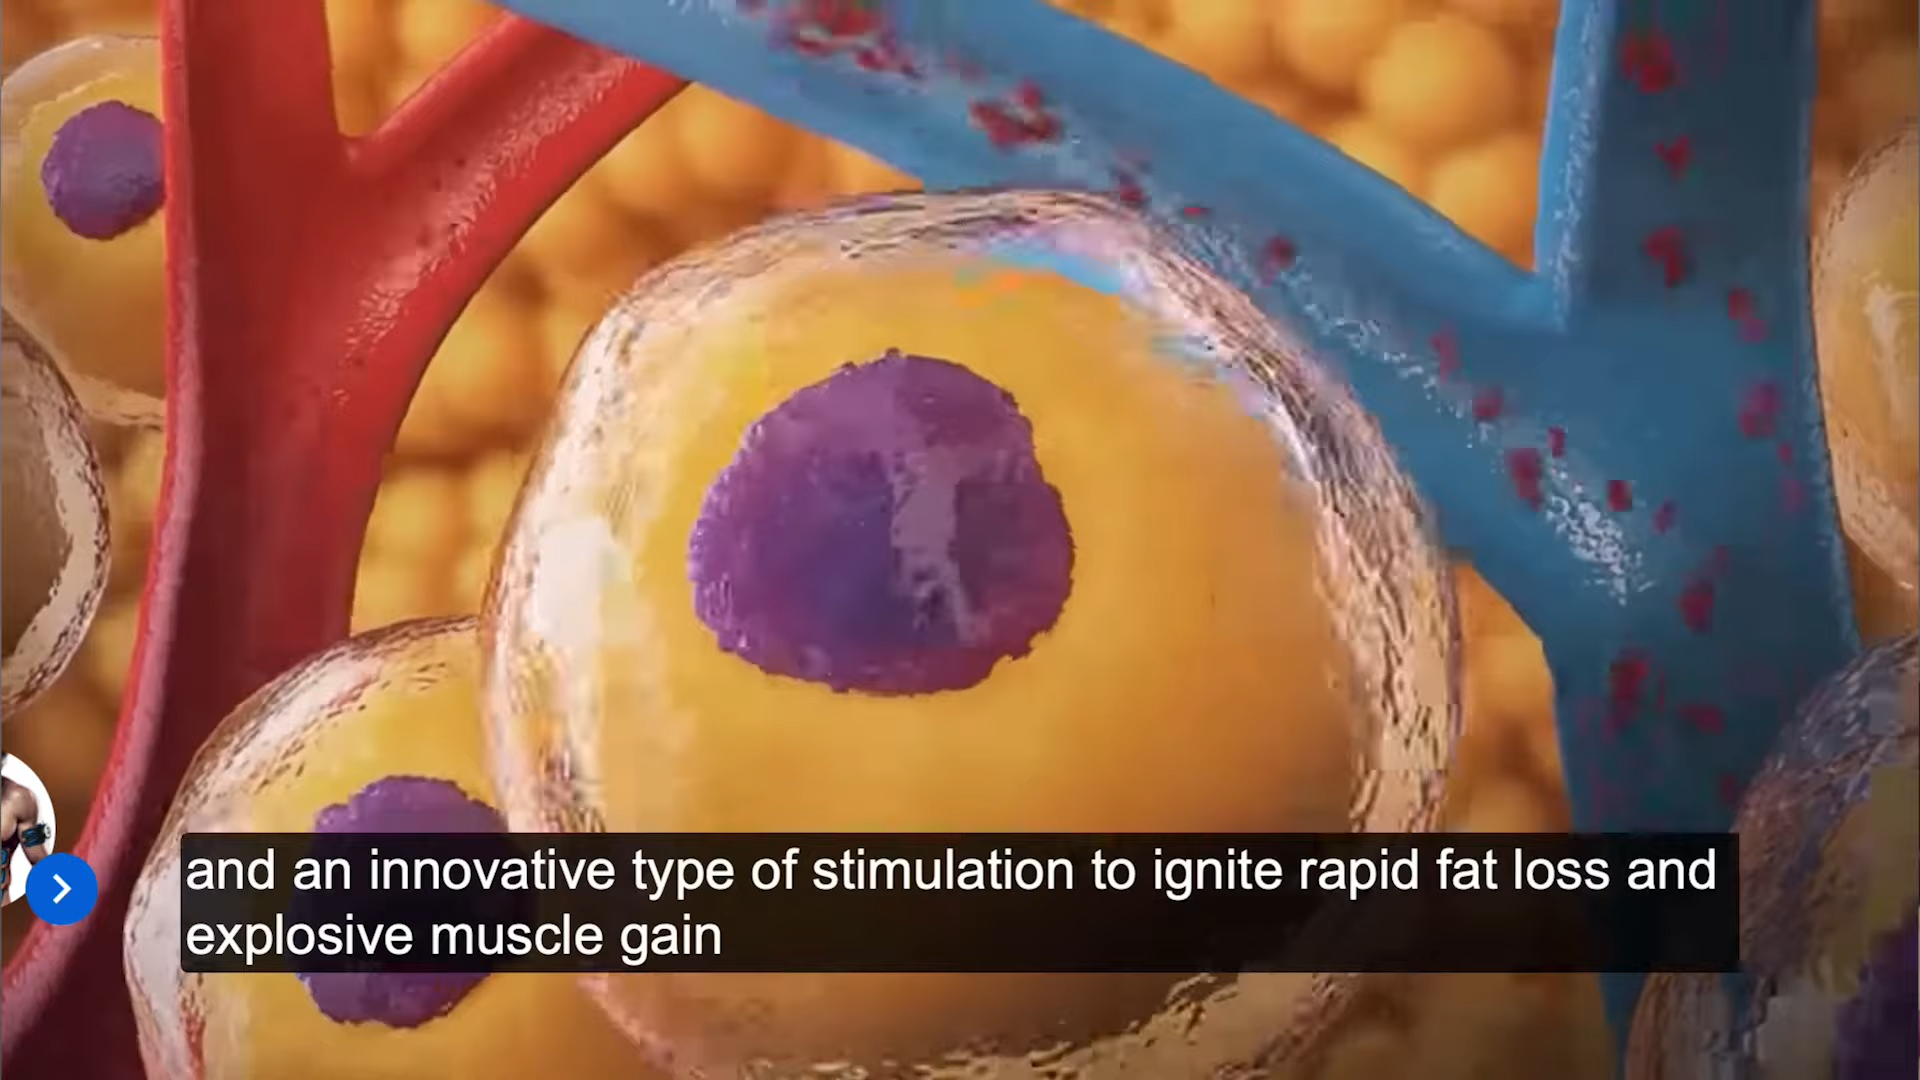 and an innovative type of stimulation to ignite rapid fat loss and
explosive muscle gain